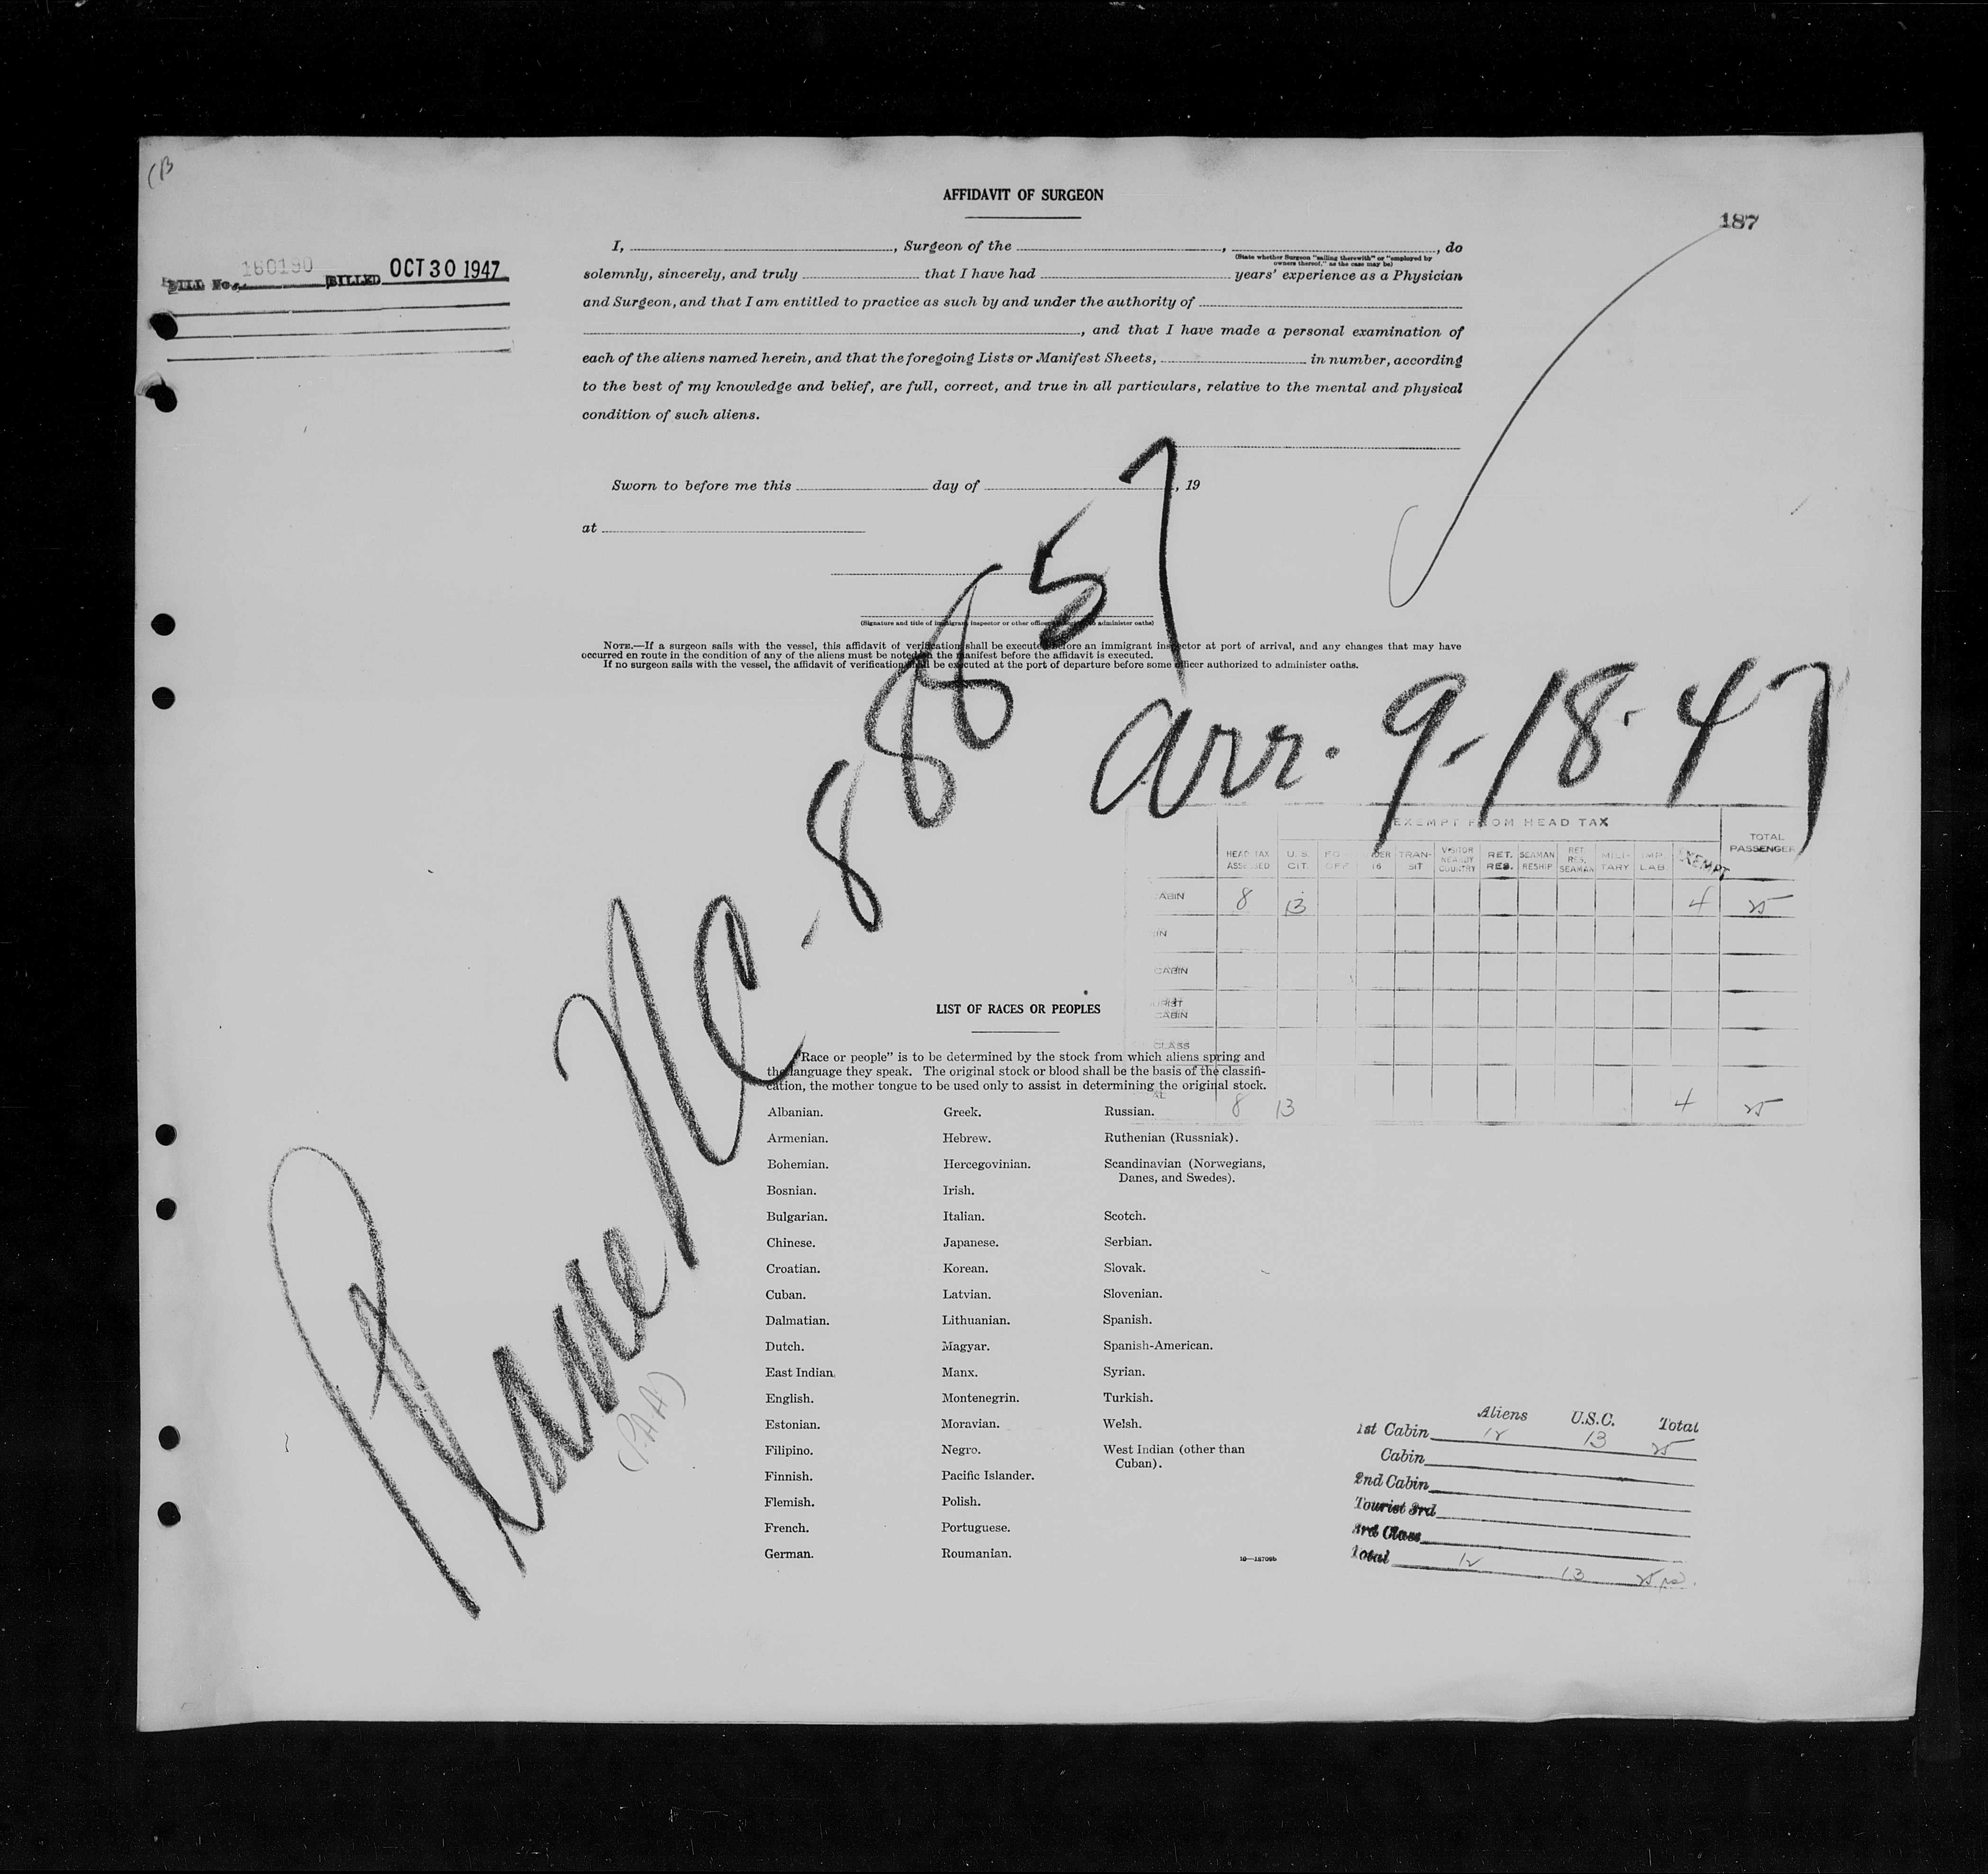 (B
AFFIDAVIT OF SURGEON
187
BILL No. 160190 BILLED OCT 30 1947
I, , Surgeon of the , , do
(State whether Surgeon "sailing therewith" or "employed by
owners thereof," as the case may be)
solemnly, sincerely, and truly that I have had years' experience as a Physician
and Surgeon, and that I am entitled to practice as such by and under the authority of
, and that I have made a personal examination of
each of the aliens named herein, and that the foregoing Lists or Manifest Sheets, in number, according
to the best of my knowledge and belief, are full, correct, and true in all particulars, relative to the mental and physical
condition of such aliens.
Sworn to before me this day of , 19
at
(Signature and title of immigrant inspector or other officer authorized to administer oaths)
NOTE.—If a surgeon sails with the vessel, this affidavit of verification shall be executed before an immigrant inspector at port of arrival, and any changes that may have
occurred en route in the condition of any of the aliens must be noted on the manifest before the affidavit is executed.
If no surgeon sails with the vessel, the affidavit of verification shall be executed at the port of departure before some officer authorized to administer oaths.
Plane NC-88857
(P.A.A)
arr. 9-18-47
EXEMPT FROM HEAD TAX
HEAD TAX ASSESSED U.S. CIT. TRANSIT VISITOR NEARBY COUNTRY RET. RES. SEAMAN RESHIP RET. RES. SEAMAN MILITARY IMP. LAB. EXEMPT TOTAL PASSENGER
CABIN 8 13 4 25
CABIN
CABIN
CLASS
8 13 4 25
LIST OF RACES OR PEOPLES
"Race or people" is to be determined by the stock from which aliens spring and
the language they speak. The original stock or blood shall be the basis of the classifi-
cation, the mother tongue to be used only to assist in determining the original stock.
Albanian. Greek. Russian.
Armenian. Hebrew. Ruthenian (Russniak).
Bohemian. Hercegovinian. Scandinavian (Norwegians,
Danes, and Swedes).
Bosnian. Irish.
Bulgarian. Italian. Scotch.
Chinese. Japanese. Serbian.
Croatian. Korean. Slovak.
Cuban. Latvian. Slovenian.
Dalmatian. Lithuanian. Spanish.
Dutch. Magyar. Spanish-American.
East Indian. Manx. Syrian.
English. Montenegrin. Turkish.
Estonian. Moravian. Welsh.
Filipino. Negro. West Indian (other than
Cuban).
Finnish. Pacific Islander.
Flemish. Polish.
French. Portuguese.
German. Roumanian.
Aliens U.S.C. Total
1st Cabin 12 13 25
Cabin
2nd Cabin
Tourist 3rd
3rd Class
Total 12 13 25